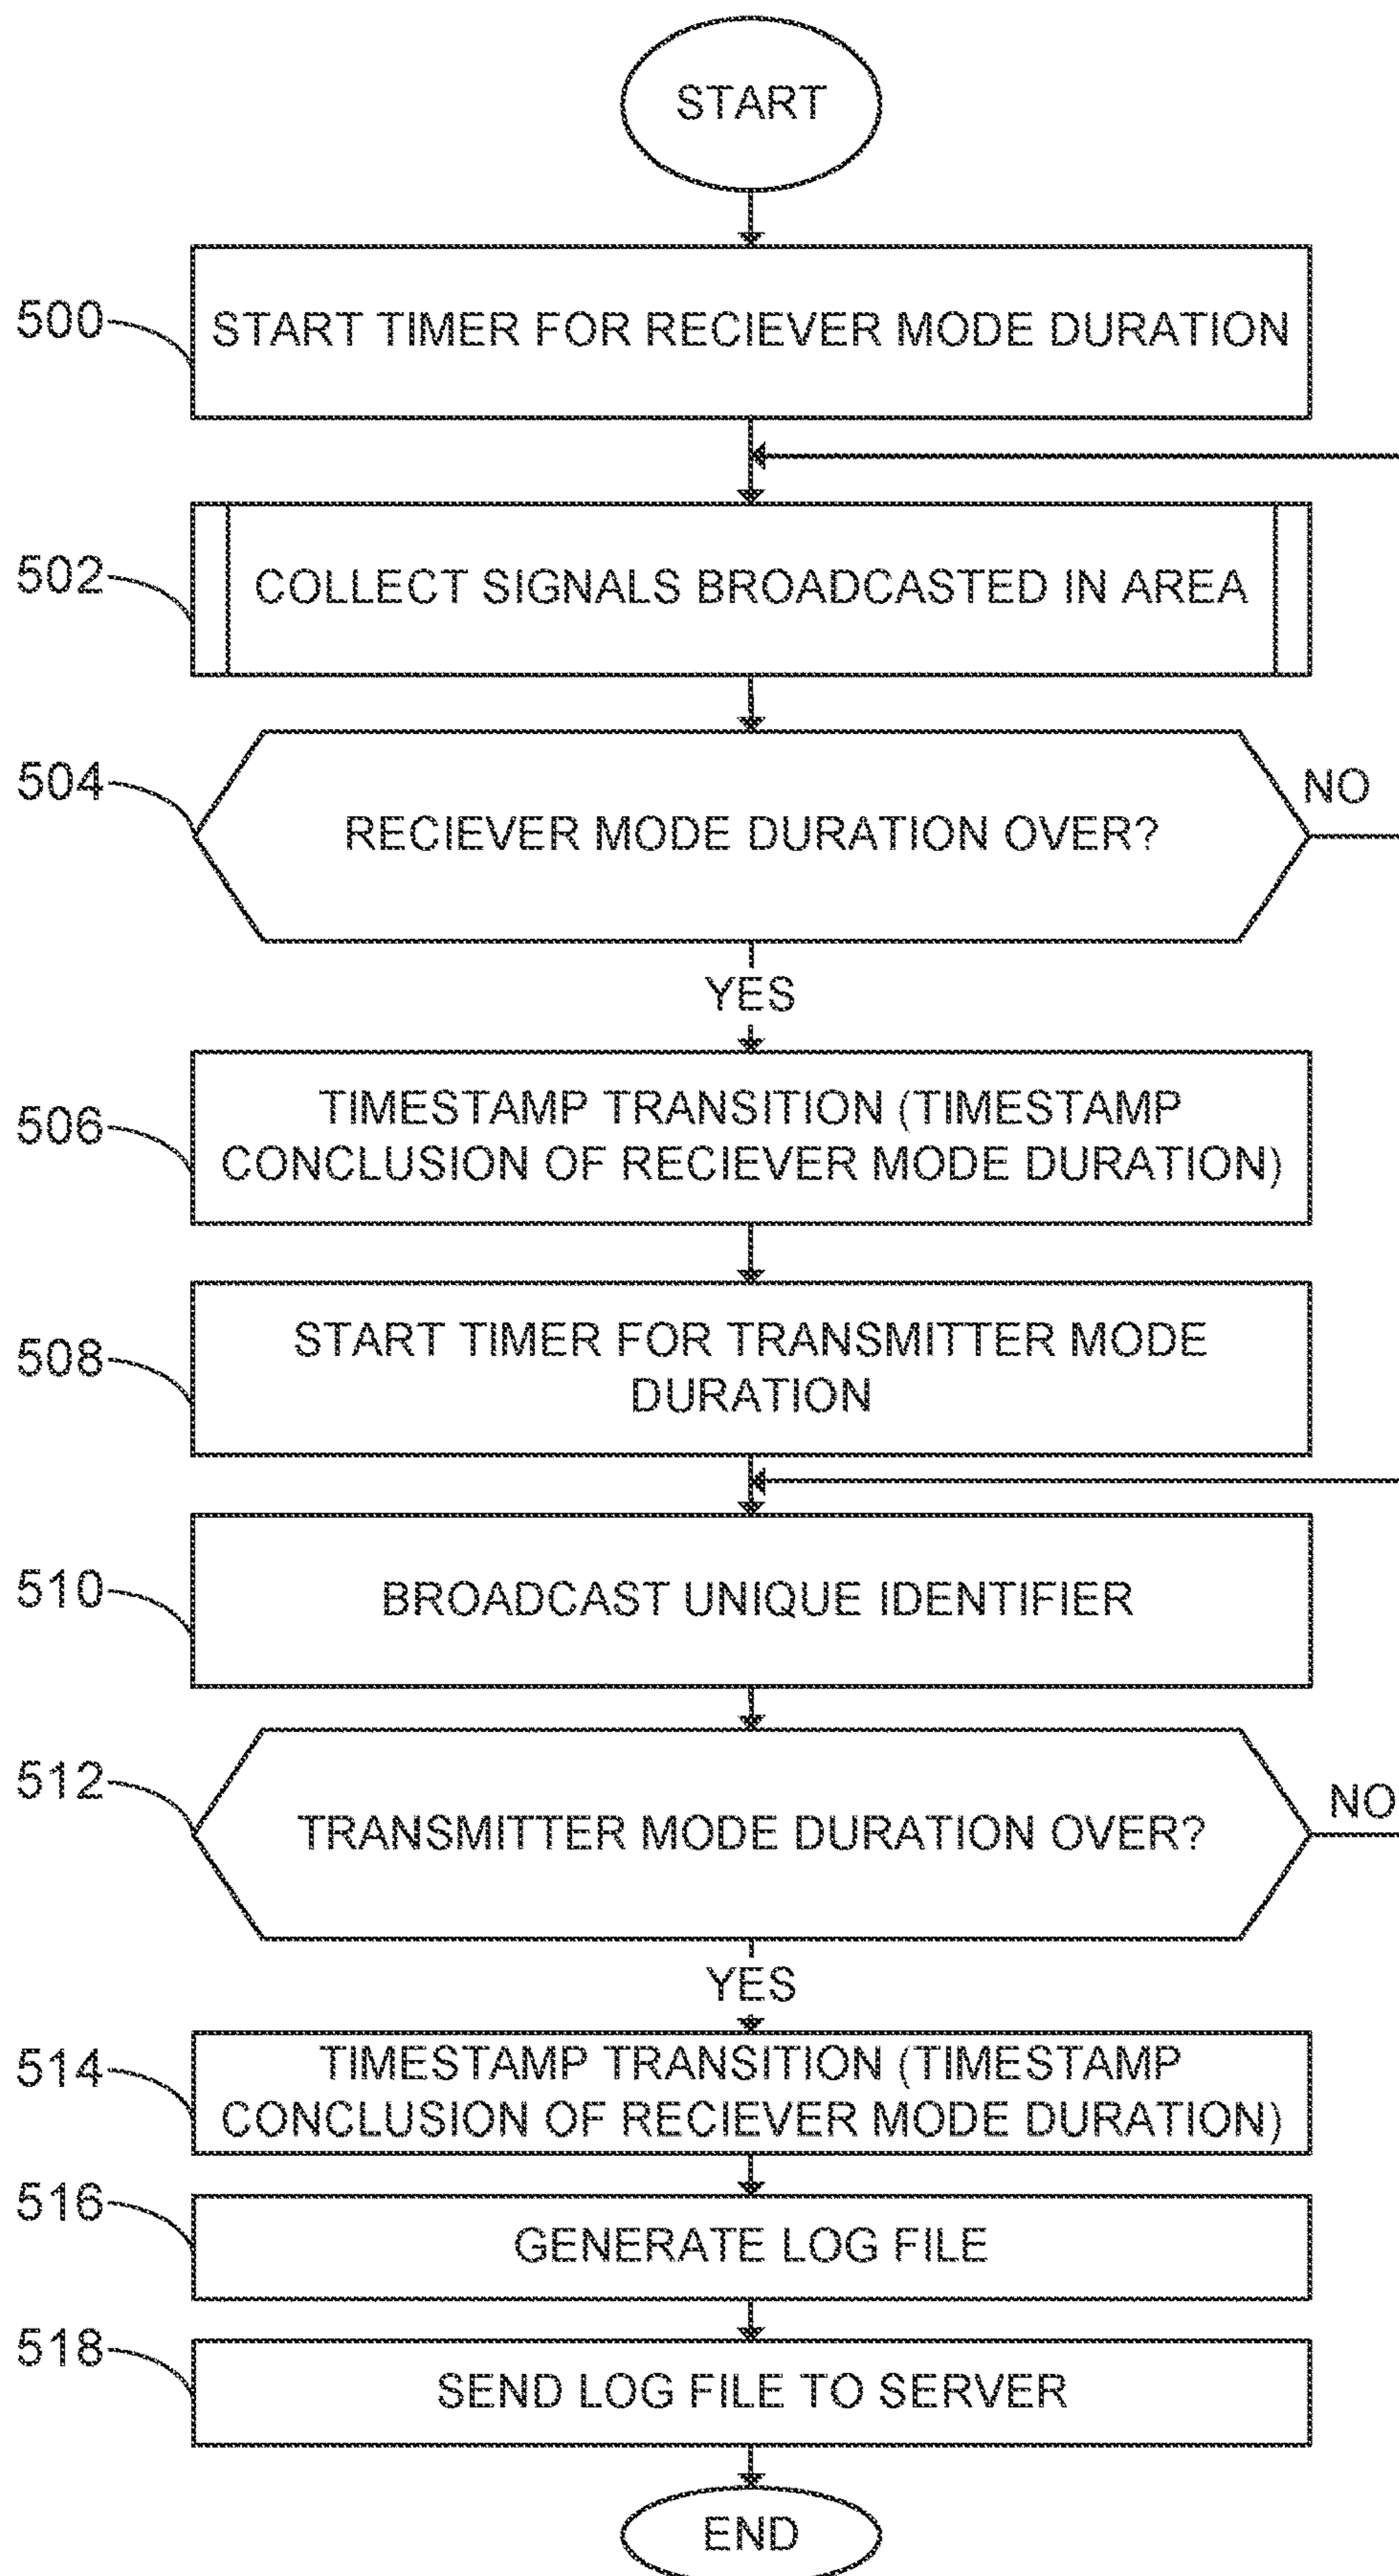 START
500
START TIMER FOR RECIEVER MODE DURATION
502
COLLECT SIGNALS BROADCASTED IN AREA
504
RECIEVER MODE DURATION OVER?
NO
YES
506
TIMESTAMP TRANSITION (TIMESTAMP
CONCLUSION OF RECIEVER MODE DURATION)
508
START TIMER FOR TRANSMITTER MODE
DURATION
510
BROADCAST UNIQUE IDENTIFIER
512
TRANSMITTER MODE DURATION OVER?
NO
YES
514
TIMESTAMP TRANSITION (TIMESTAMP
CONCLUSION OF RECIEVER MODE DURATION)
516
GENERATE LOG FILE
518
SEND LOG FILE TO SERVER
END